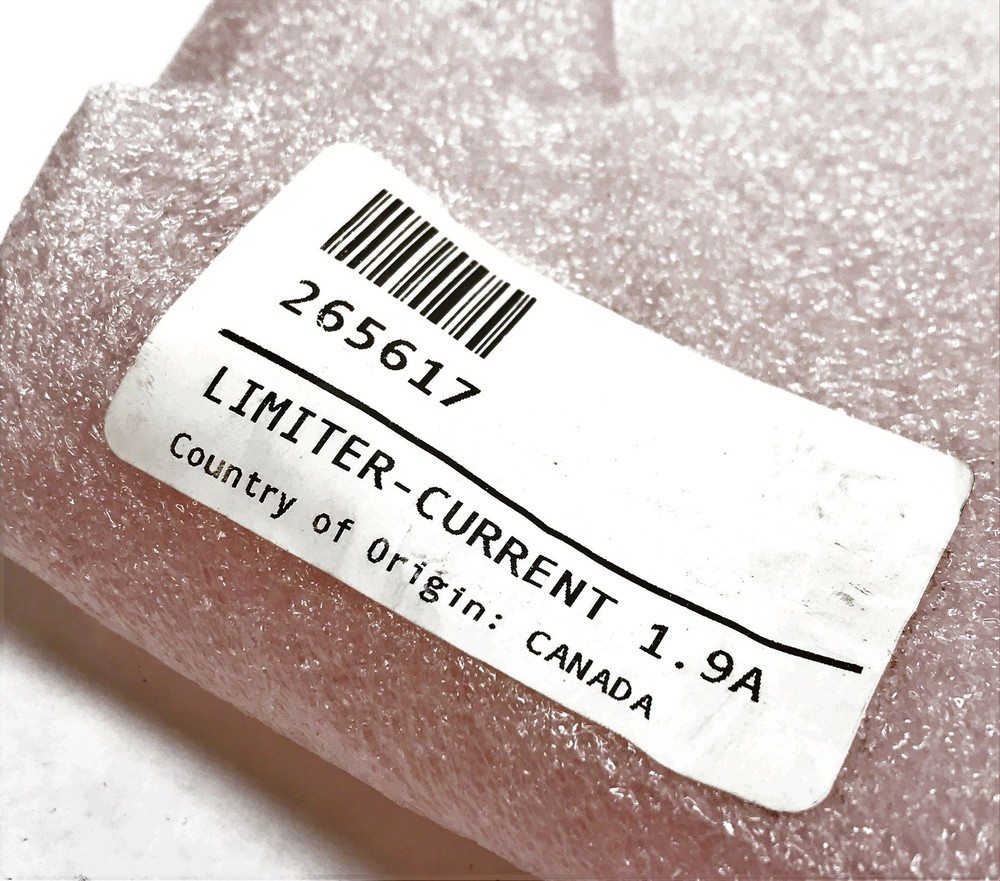 265617
LIMITER-CURRENT 1.9A
Country of Origin: CANADA